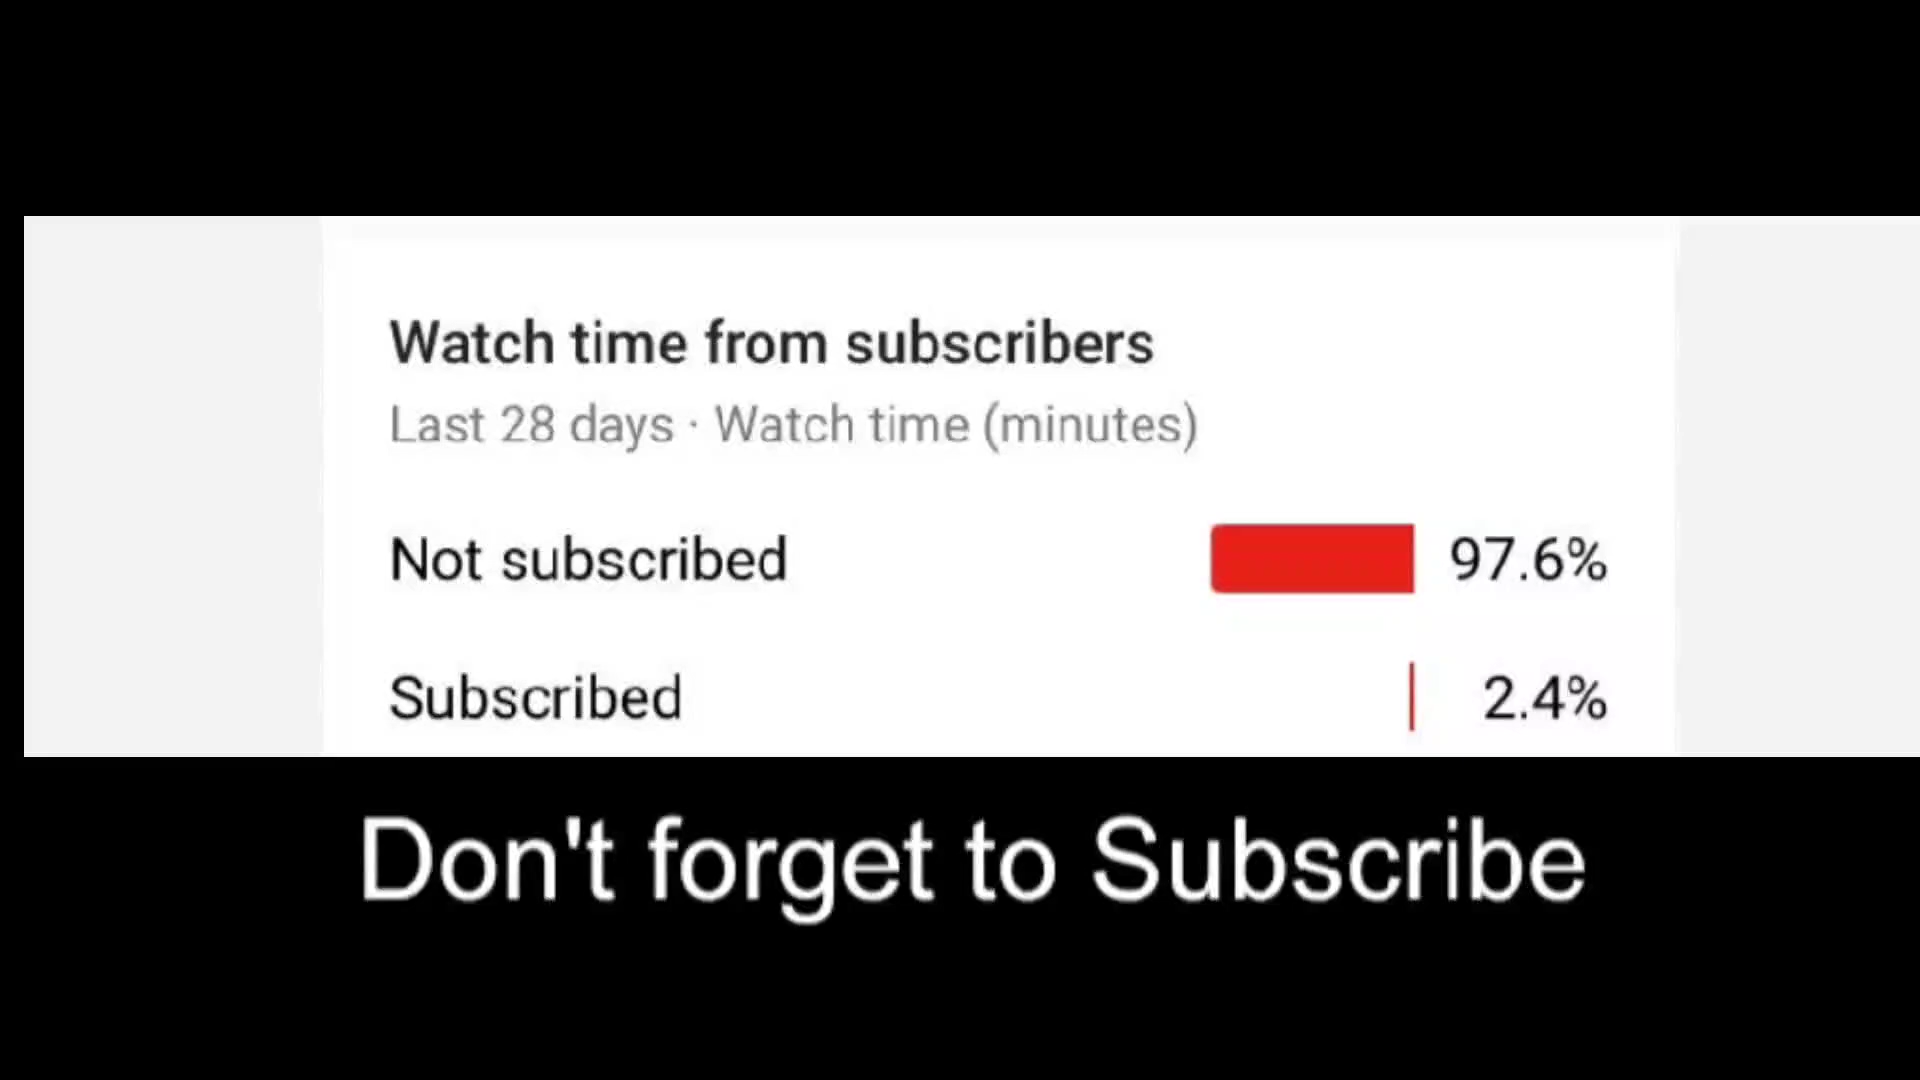 Watch time from subscribers
Last 28 days · Watch time (minutes)
Not subscribed 97.6%
Subscribed 2.4%
Don't forget to Subscribe